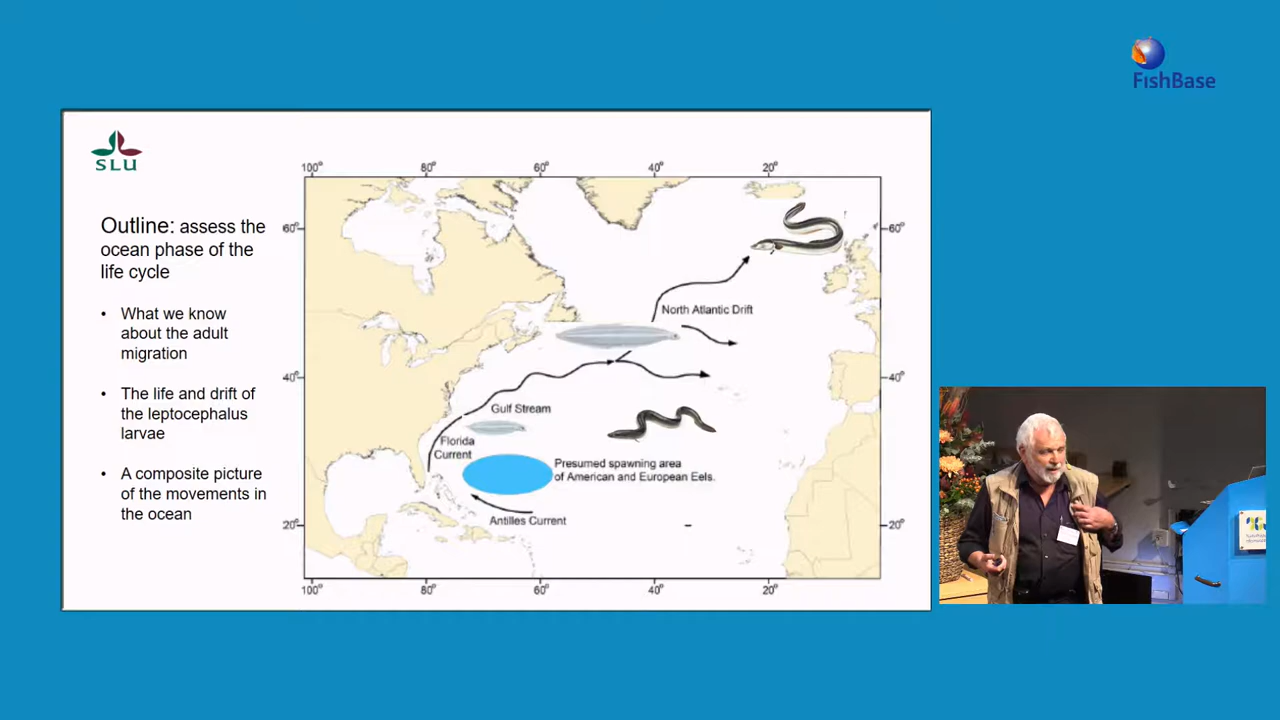 FishBase
SLU
Outline: assess the
ocean phase of the
life cycle
• What we know
about the adult
migration
• The life and drift of
the leptocephalus
larvae
• A composite picture
of the movements in
the ocean
100° 80° 60° 40° 20°
60° 60°
North Atlantic Drift
40° 40°
Gulf Stream
Florida
Current
Presumed spawning area
of American and European Eels.
Antilles Current
20° 20°
100° 80° 60° 40° 20°